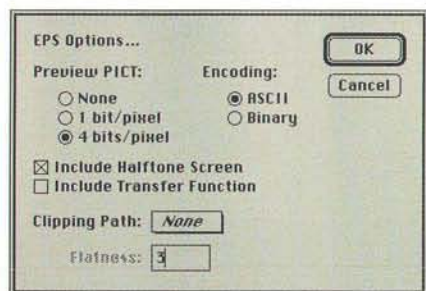 EPS Options...
OK
Cancel
Preview PICT:
None
1 bit/pixel
4 bits/pixel
Encoding:
ASCII
Binary
Include Halftone Screen
Include Transfer Function
Clipping Path: None
Flatness: 3